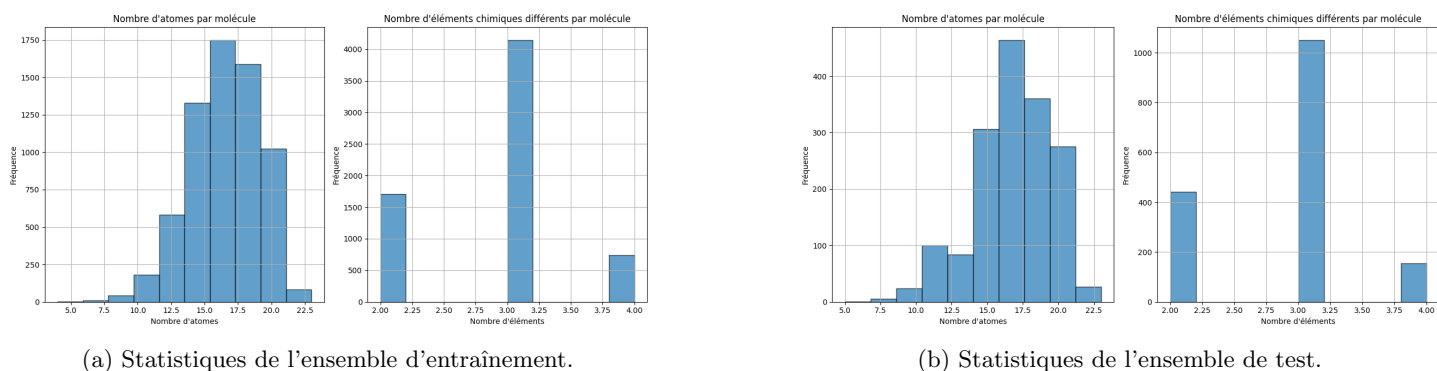 Nombre d'atomes par molécule
Fréquence
1750
1500
1250
1000
750
500
250
0
5.0 7.5 10.0 12.5 15.0 17.5 20.0 22.5
Nombre d'atomes
Nombre d'éléments chimiques différents par molécule
Fréquence
4000
3500
3000
2500
2000
1500
1000
500
0
2.00 2.25 2.50 2.75 3.00 3.25 3.50 3.75 4.00
Nombre d'éléments
(a) Statistiques de l'ensemble d'entraînement.
Nombre d'atomes par molécule
Fréquence
400
300
200
100
0
5.0 7.5 10.0 12.5 15.0 17.5 20.0 22.5
Nombre d'atomes
Nombre d'éléments chimiques différents par molécule
Fréquence
1000
800
600
400
200
0
2.00 2.25 2.50 2.75 3.00 3.25 3.50 3.75 4.00
Nombre d'éléments
(b) Statistiques de l'ensemble de test.